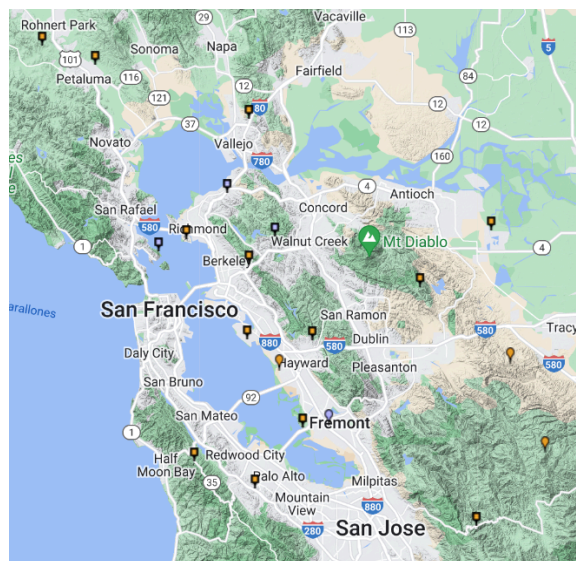 Vacaville
Rohnert Park
29
113
101
Sonoma
Napa
5
Petaluma
116
Fairfield
84
121
12
80
12
12
37
Vallejo
Novato
780
160
4
Antioch
San Rafael
Concord
580
Richmond
Mt Diablo
1
Walnut Creek
4
Berkeley
arallones
San Francisco
San Ramon
880
580
Tracy
Daly City
580
Dublin
Hayward
Pleasanton
580
San Bruno
92
San Mateo
Fremont
1
Redwood City
Half
Moon Bay
35
Palo Alto
Milpitas
Mountain
View
880
280
San Jose